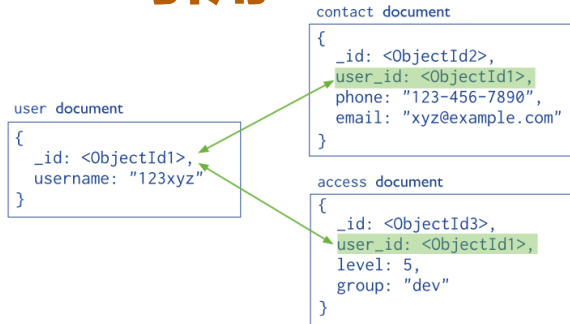 contact document
{
_id: <ObjectId2>,
user_id: <ObjectId1>,
phone: "123-456-7890",
email: "xyz@example.com"
}
user document
{
_id: <ObjectId1>,
username: "123xyz"
}
access document
{
_id: <ObjectId3>,
user_id: <ObjectId1>,
level: 5,
group: "dev"
}